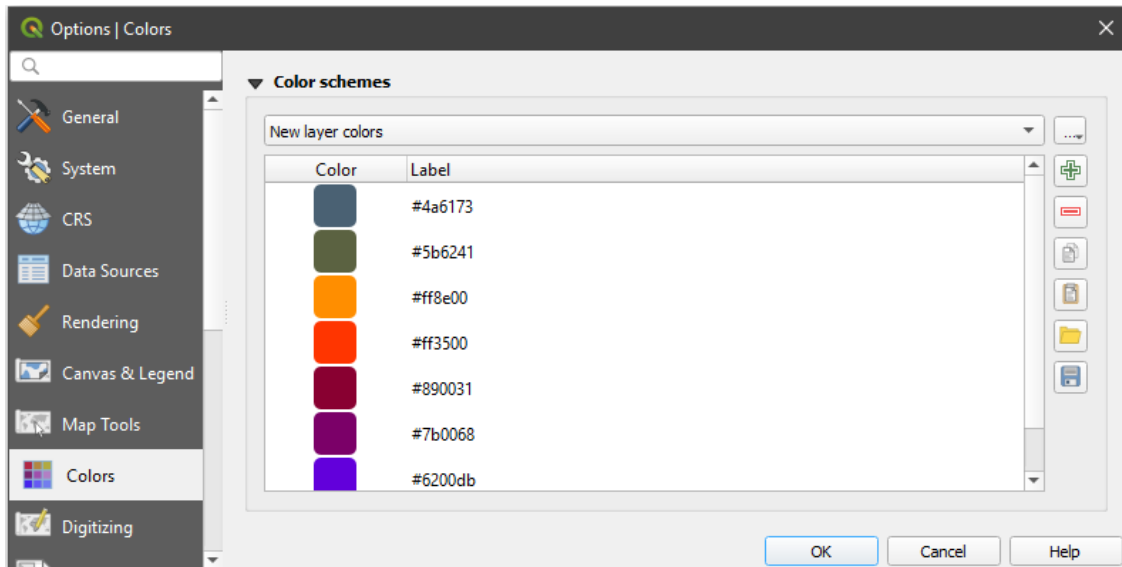 Options | Colors
General
System
CRS
Data Sources
Rendering
Canvas & Legend
Map Tools
Colors
Digitizing
Color schemes
New layer colors
...
Color Label
#4a6173
#5b6241
#ff8e00
#ff3500
#890031
#7b0068
#6200db
OK Cancel Help